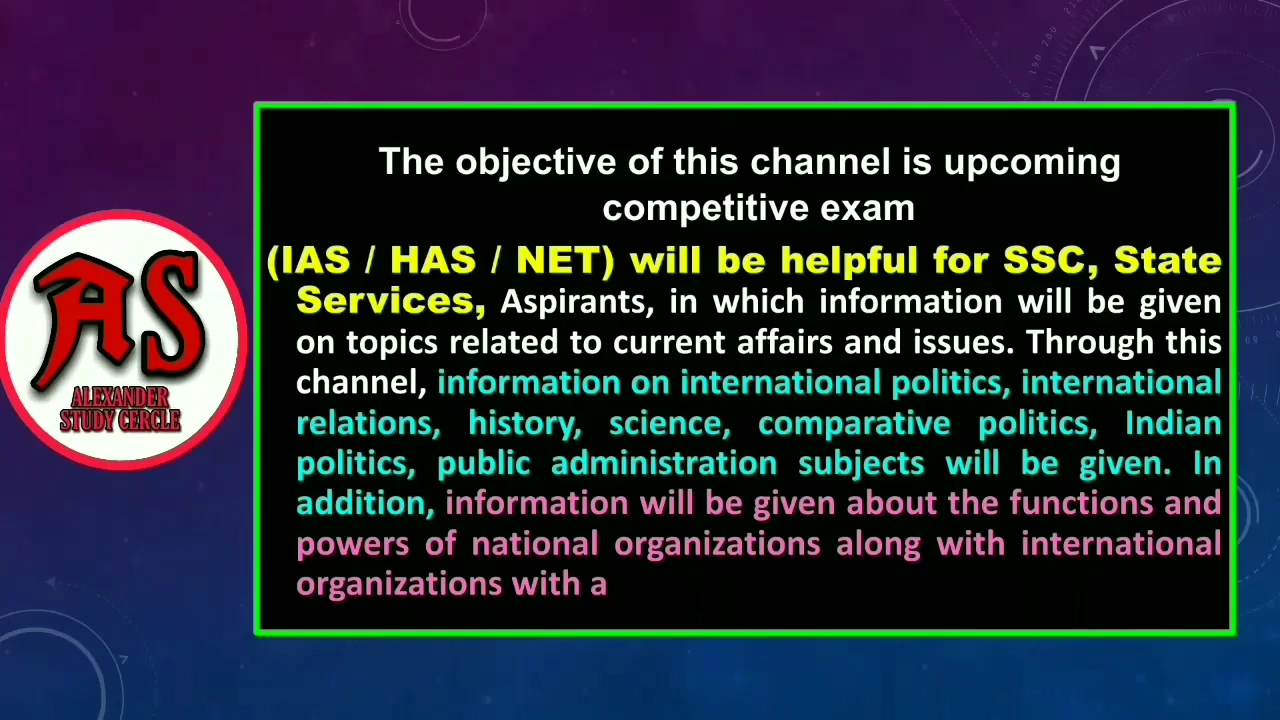 The objective of this channel is upcoming
competitive exam
(IAS / HAS / NET) will be helpful for SSC, State
Services, Aspirants, in which information will be given
on topics related to current affairs and issues. Through this
channel, information on international politics, international
relations, history, science, comparative politics, Indian
politics, public administration subjects will be given. In
addition, information will be given about the functions and
powers of national organizations along with international
organizations with a
AS
ALEXANDER
STUDY CERCLE